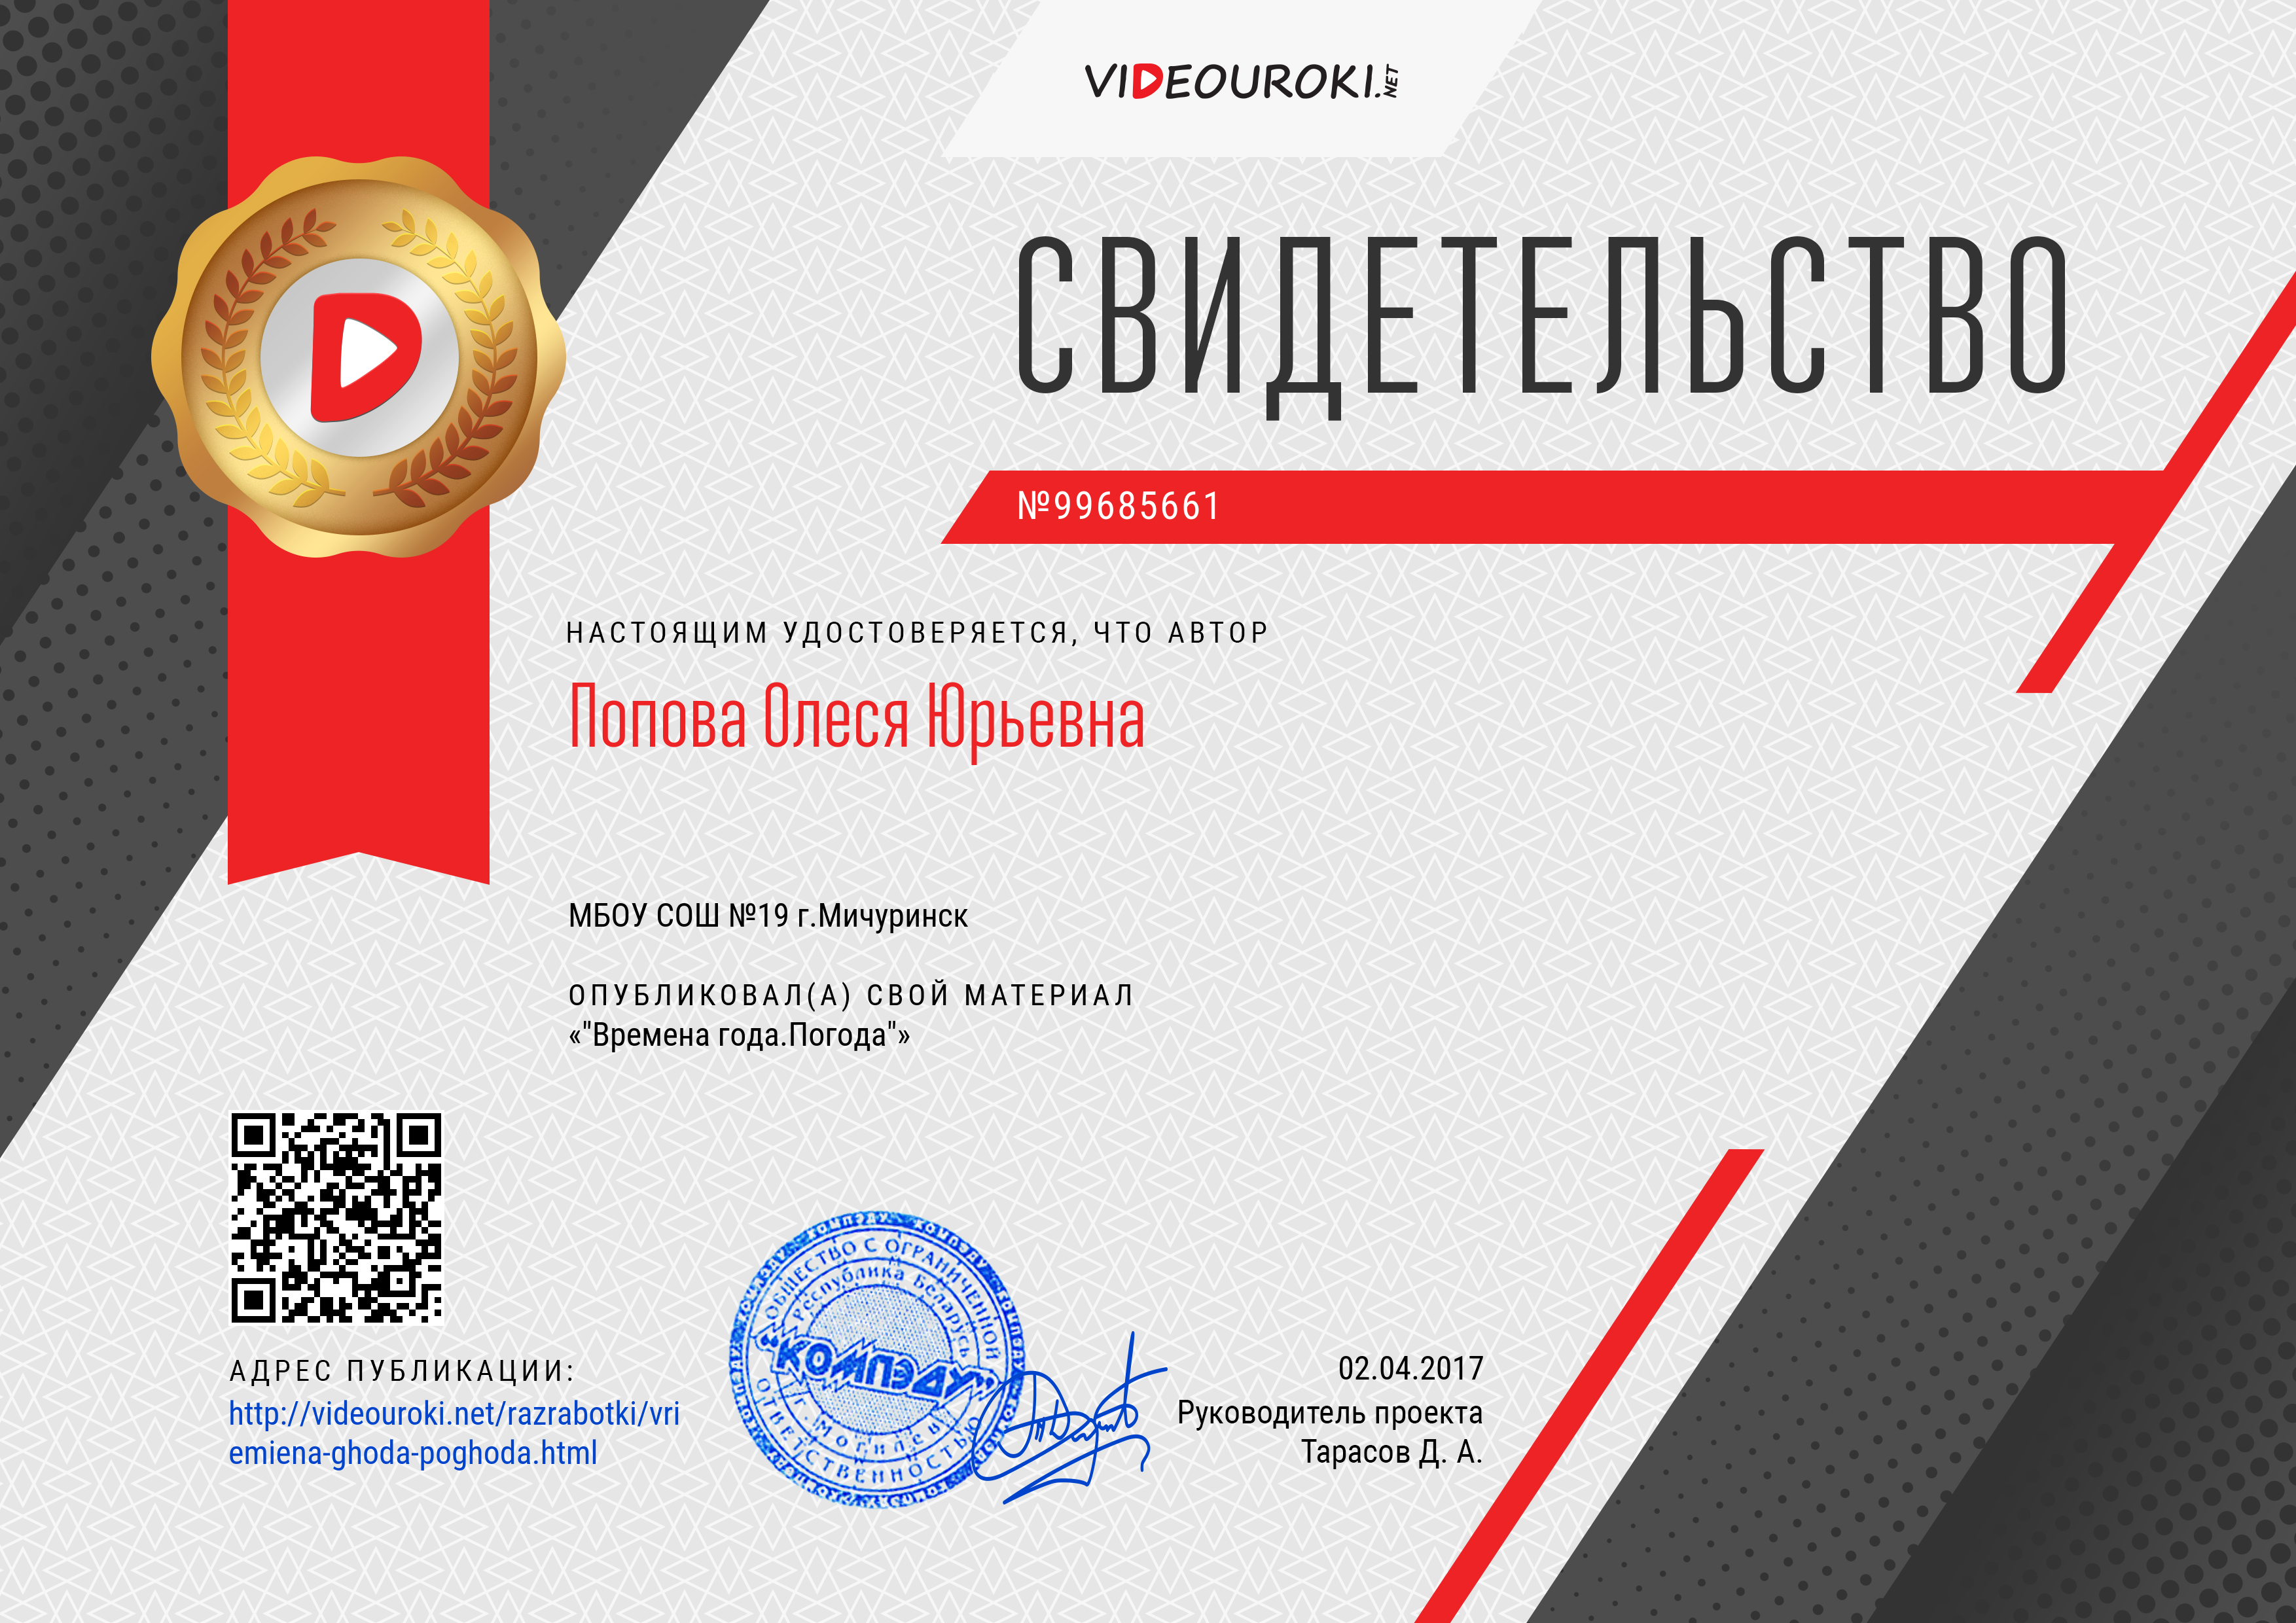 VIDEOUROKI.NET
СВИДЕТЕЛЬСТВО
№99685661
НАСТОЯЩИМ УДОСТОВЕРЯЕТСЯ, ЧТО АВТОР
Попова Олеся Юрьевна
МБОУ СОШ №19 г.Мичуринск
ОПУБЛИКОВАЛ(А) СВОЙ МАТЕРИАЛ
«"Времена года.Погода"»
АДРЕС ПУБЛИКАЦИИ:
http://videouroki.net/razrabotki/vri
emiena-ghoda-poghoda.html
ОБЩЕСТВО С ОГРАНИЧЕННОЙ
ОТВЕТСТВЕННОСТЬЮ
Республика Беларусь
"КОМПЭДУ"
г. Могилев
02.04.2017
Руководитель проекта
Тарасов Д. А.